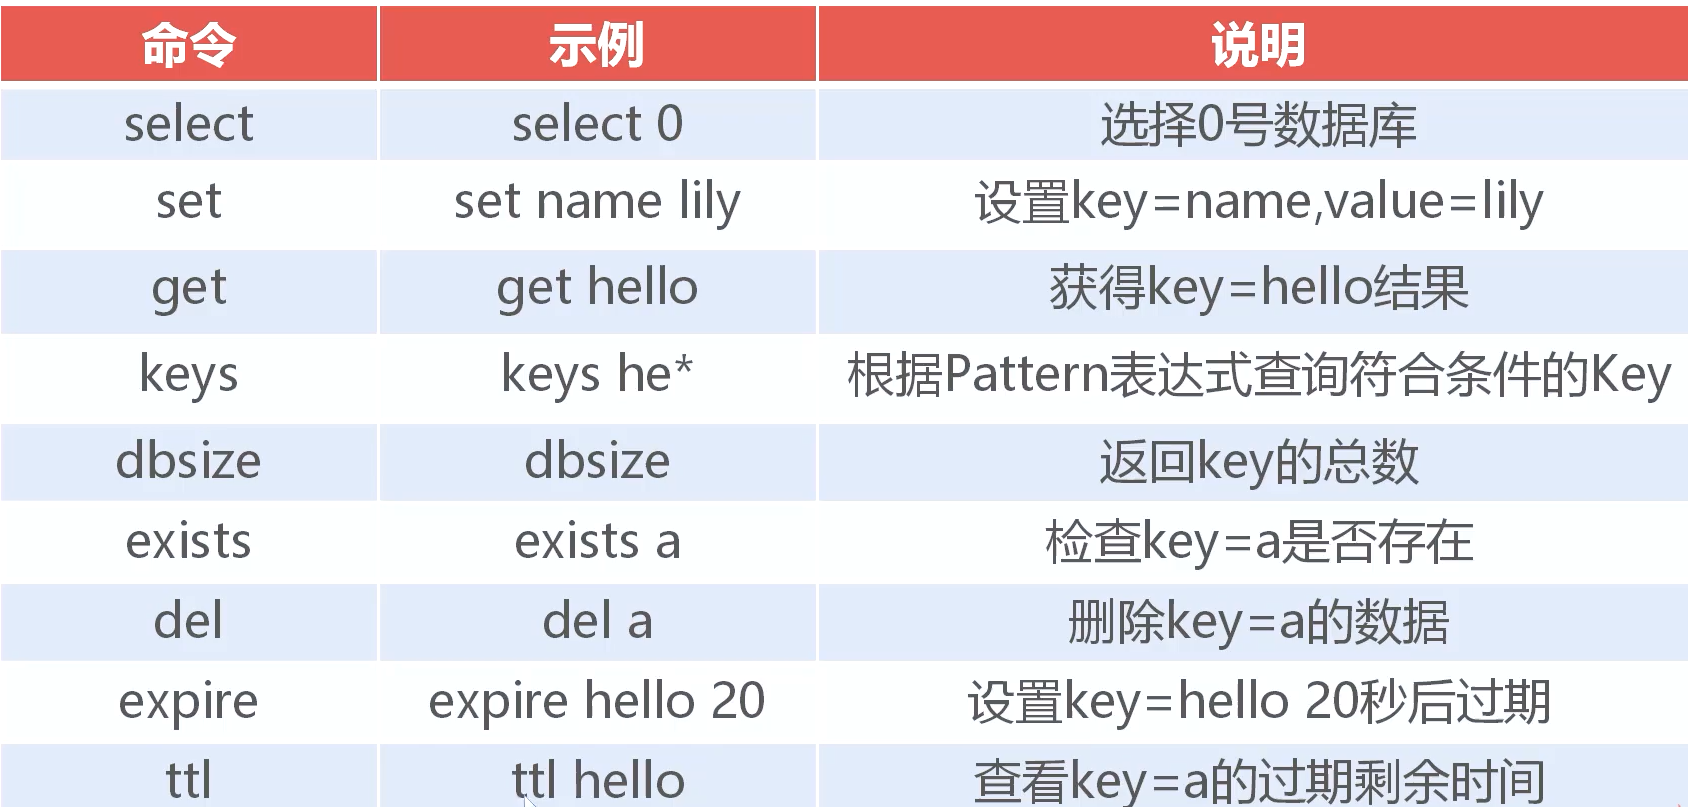 命令 示例 说明
select select 0 选择0号数据库
set set name lily 设置key=name,value=lily
get get hello 获得key=hello结果
keys keys he* 根据Pattern表达式查询符合条件的Key
dbsize dbsize 返回key的总数
exists exists a 检查key=a是否存在
del del a 删除key=a的数据
expire expire hello 20 设置key=hello 20秒后过期
ttl ttl hello 查看key=a的过期剩余时间